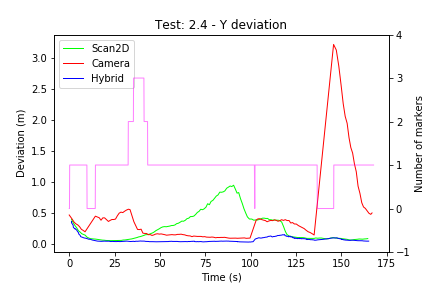 Test: 2.4 - Y deviation
Scan2D
Camera
Hybrid
Deviation (m)
3.0
2.5
2.0
1.5
1.0
0.5
0.0
4
3
2
1
0
−1
Number of markers
0 25 50 75 100 125 150 175
Time (s)